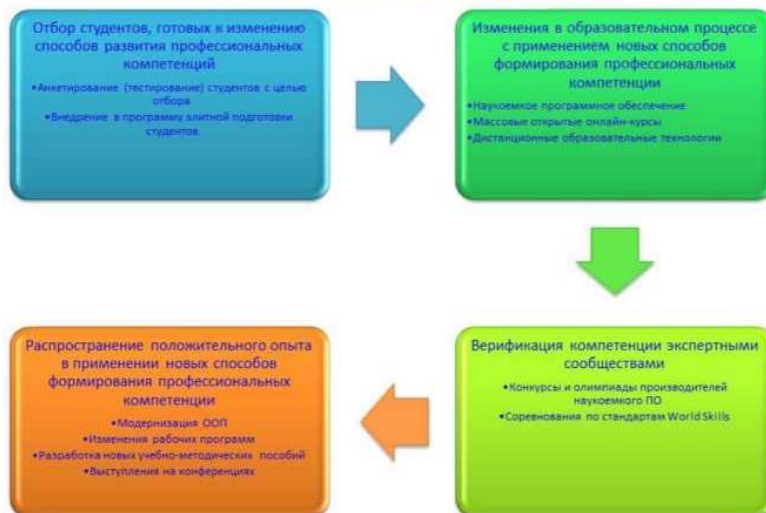 Отбор студентов, готовых к изменению
способов развития профессиональных
компетенций
•Анкетирование (тестирование) студентов с целью
отбора
•Внедрение в программу элитной подготовки
студентов
Изменения в образовательном процессе
с применением новых способов
формирования профессиональных
компетенции
•Наукоемкое программное обеспечение
•Массовые открытые онлайн-курсы
•Дистанционные образовательные технологии
Верификация компетенции экспертными
сообществами
•Конкурсы и олимпиады производителей
наукоемкого ПО
•Соревнования по стандартам World Skills
Распространение положительного опыта
в применении новых способов
формирования профессиональных
компетенции
•Модернизация ООП
•Изменения рабочих программ
•Разработка новых учебно-методических пособий
•Выступления на конференциях